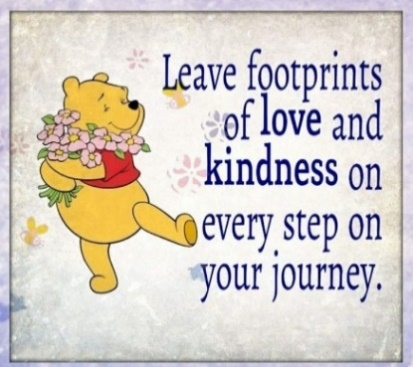 Leave footprints
of love and
kindness on
every step on
your journey.